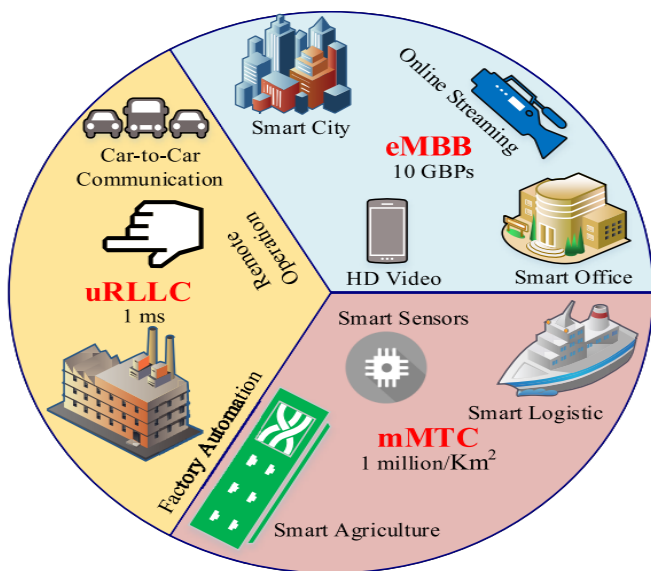 Smart City
Online Streaming
eMBB
10 GBPs
HD Video
Smart Office
Car-to-Car
Communication
Remote
Operation
uRLLC
1 ms
Factory Automation
Smart Sensors
Smart Logistic
mMTC
1 million/Km²
Smart Agriculture